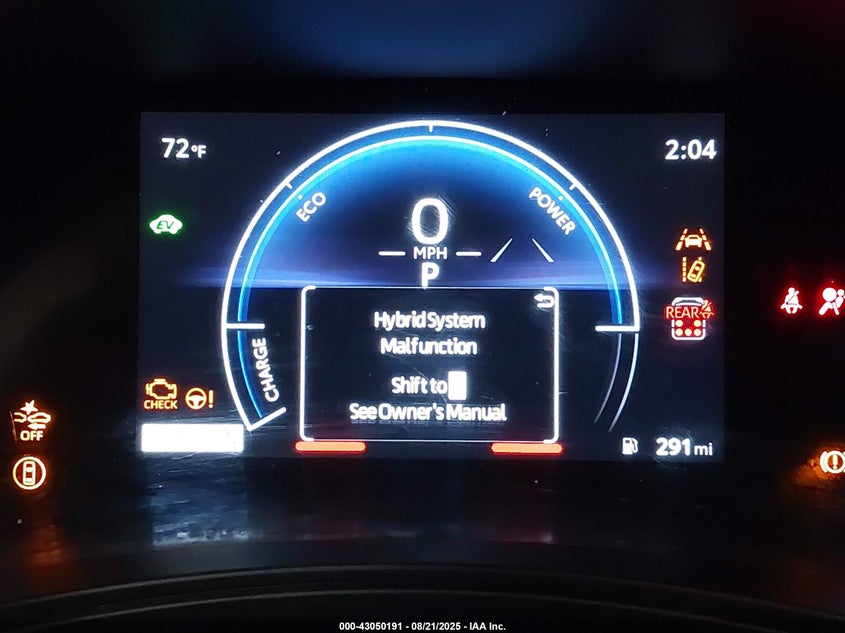 72°F
2:04
EV
ECO
POWER
0
MPH
P
REAR
Hybrid System
Malfunction
Shift to
See Owner's Manual
CHARGE
CHECK
OFF
291 mi
000-43050191 - 08/21/2025 - IAA Inc.